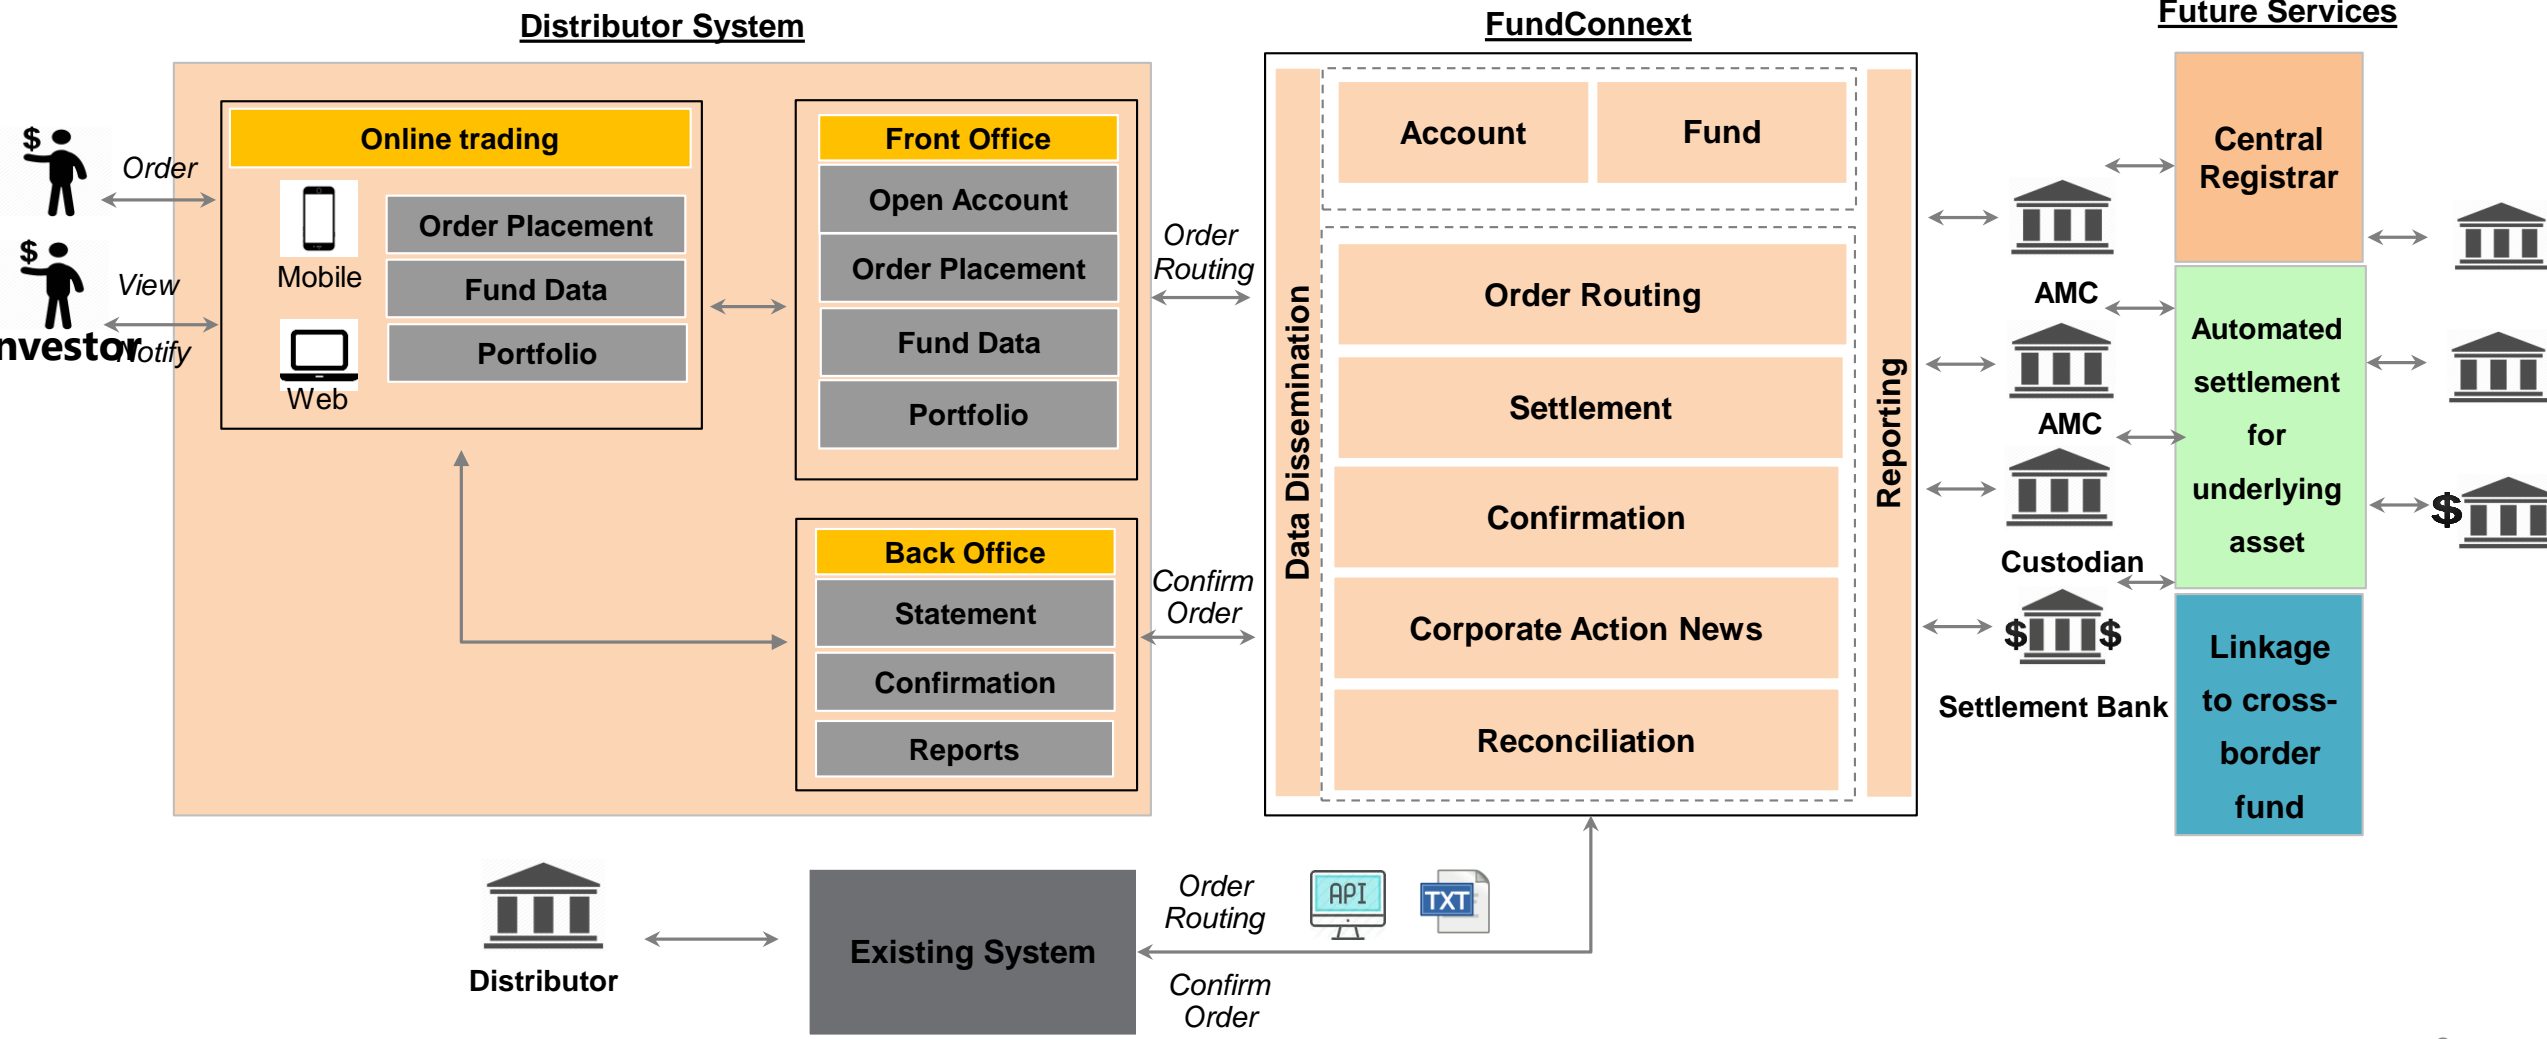 Distributor System
FundConnext
Future Services
Online trading
Order
Mobile
Web
Order Placement
Fund Data
Portfolio
View
Notify
nvestor
Front Office
Open Account
Order Placement
Fund Data
Portfolio
Back Office
Statement
Confirmation
Reports
Order
Routing
Confirm
Order
Data Dissemination
Account
Fund
Order Routing
Settlement
Confirmation
Corporate Action News
Reconciliation
Reporting
AMC
AMC
Custodian
Settlement Bank
$
$
$
$
$
Central
Registrar
Automated
settlement
for
underlying
asset
Linkage
to cross-
border
fund
Distributor
Existing System
Order
Routing
API
TXT
Confirm
Order